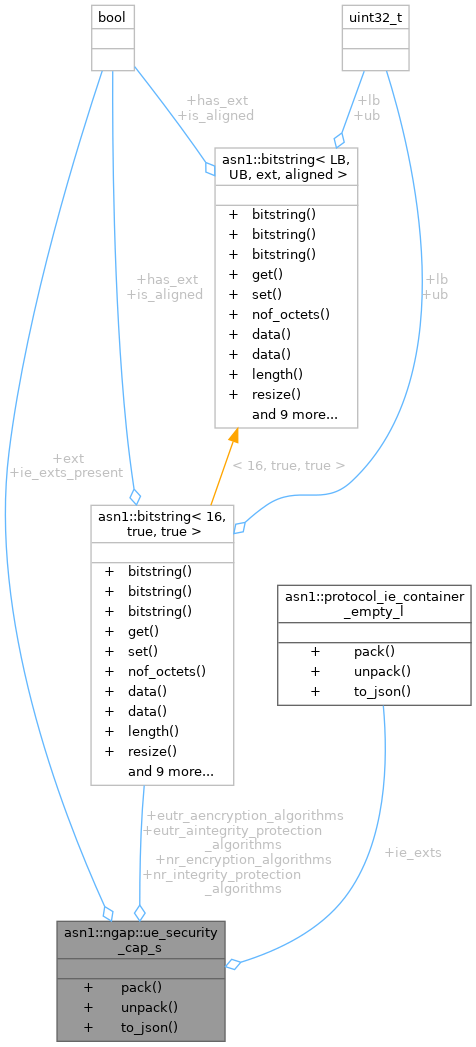 bool
uint32_t
+has_ext
+is_aligned
+lb
+ub
asn1::bitstring< LB,
UB, ext, aligned >
+ bitstring()
+ bitstring()
+ bitstring()
+ get()
+ set()
+ nof_octets()
+ data()
+ data()
+ length()
+ resize()
and 9 more...
+has_ext
+is_aligned
+lb
+ub
+ext
+ie_exts_present
< 16, true, true >
asn1::bitstring< 16,
true, true >
+ bitstring()
+ bitstring()
+ bitstring()
+ get()
+ set()
+ nof_octets()
+ data()
+ data()
+ length()
+ resize()
and 9 more...
asn1::protocol_ie_container
_empty_l
+ pack()
+ unpack()
+ to_json()
+eutr_aencryption_algorithms
+eutr_aintegrity_protection
_algorithms
+nr_encryption_algorithms
+nr_integrity_protection
_algorithms
+ie_exts
asn1::ngap::ue_security
_cap_s
+ pack()
+ unpack()
+ to_json()